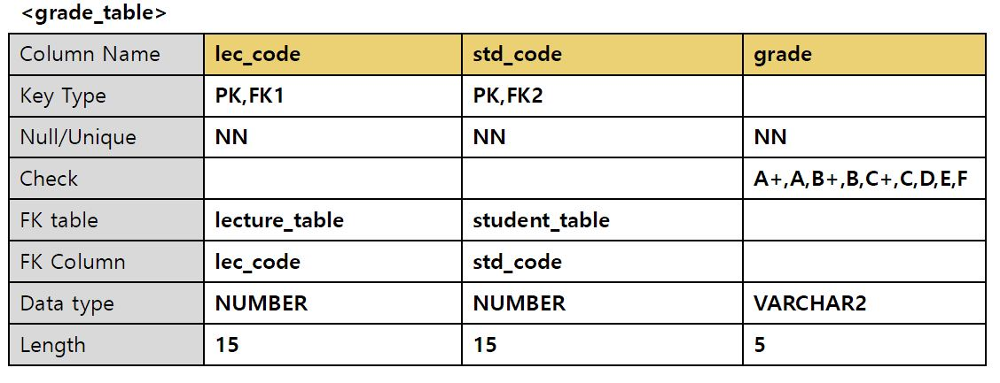 <grade_table>
Column Name lec_code std_code grade
Key Type PK,FK1 PK,FK2
Null/Unique NN NN NN
Check A+,A,B+,B,C+,C,D,E,F
FK table lecture_table student_table
FK Column lec_code std_code
Data type NUMBER NUMBER VARCHAR2
Length 15 15 5